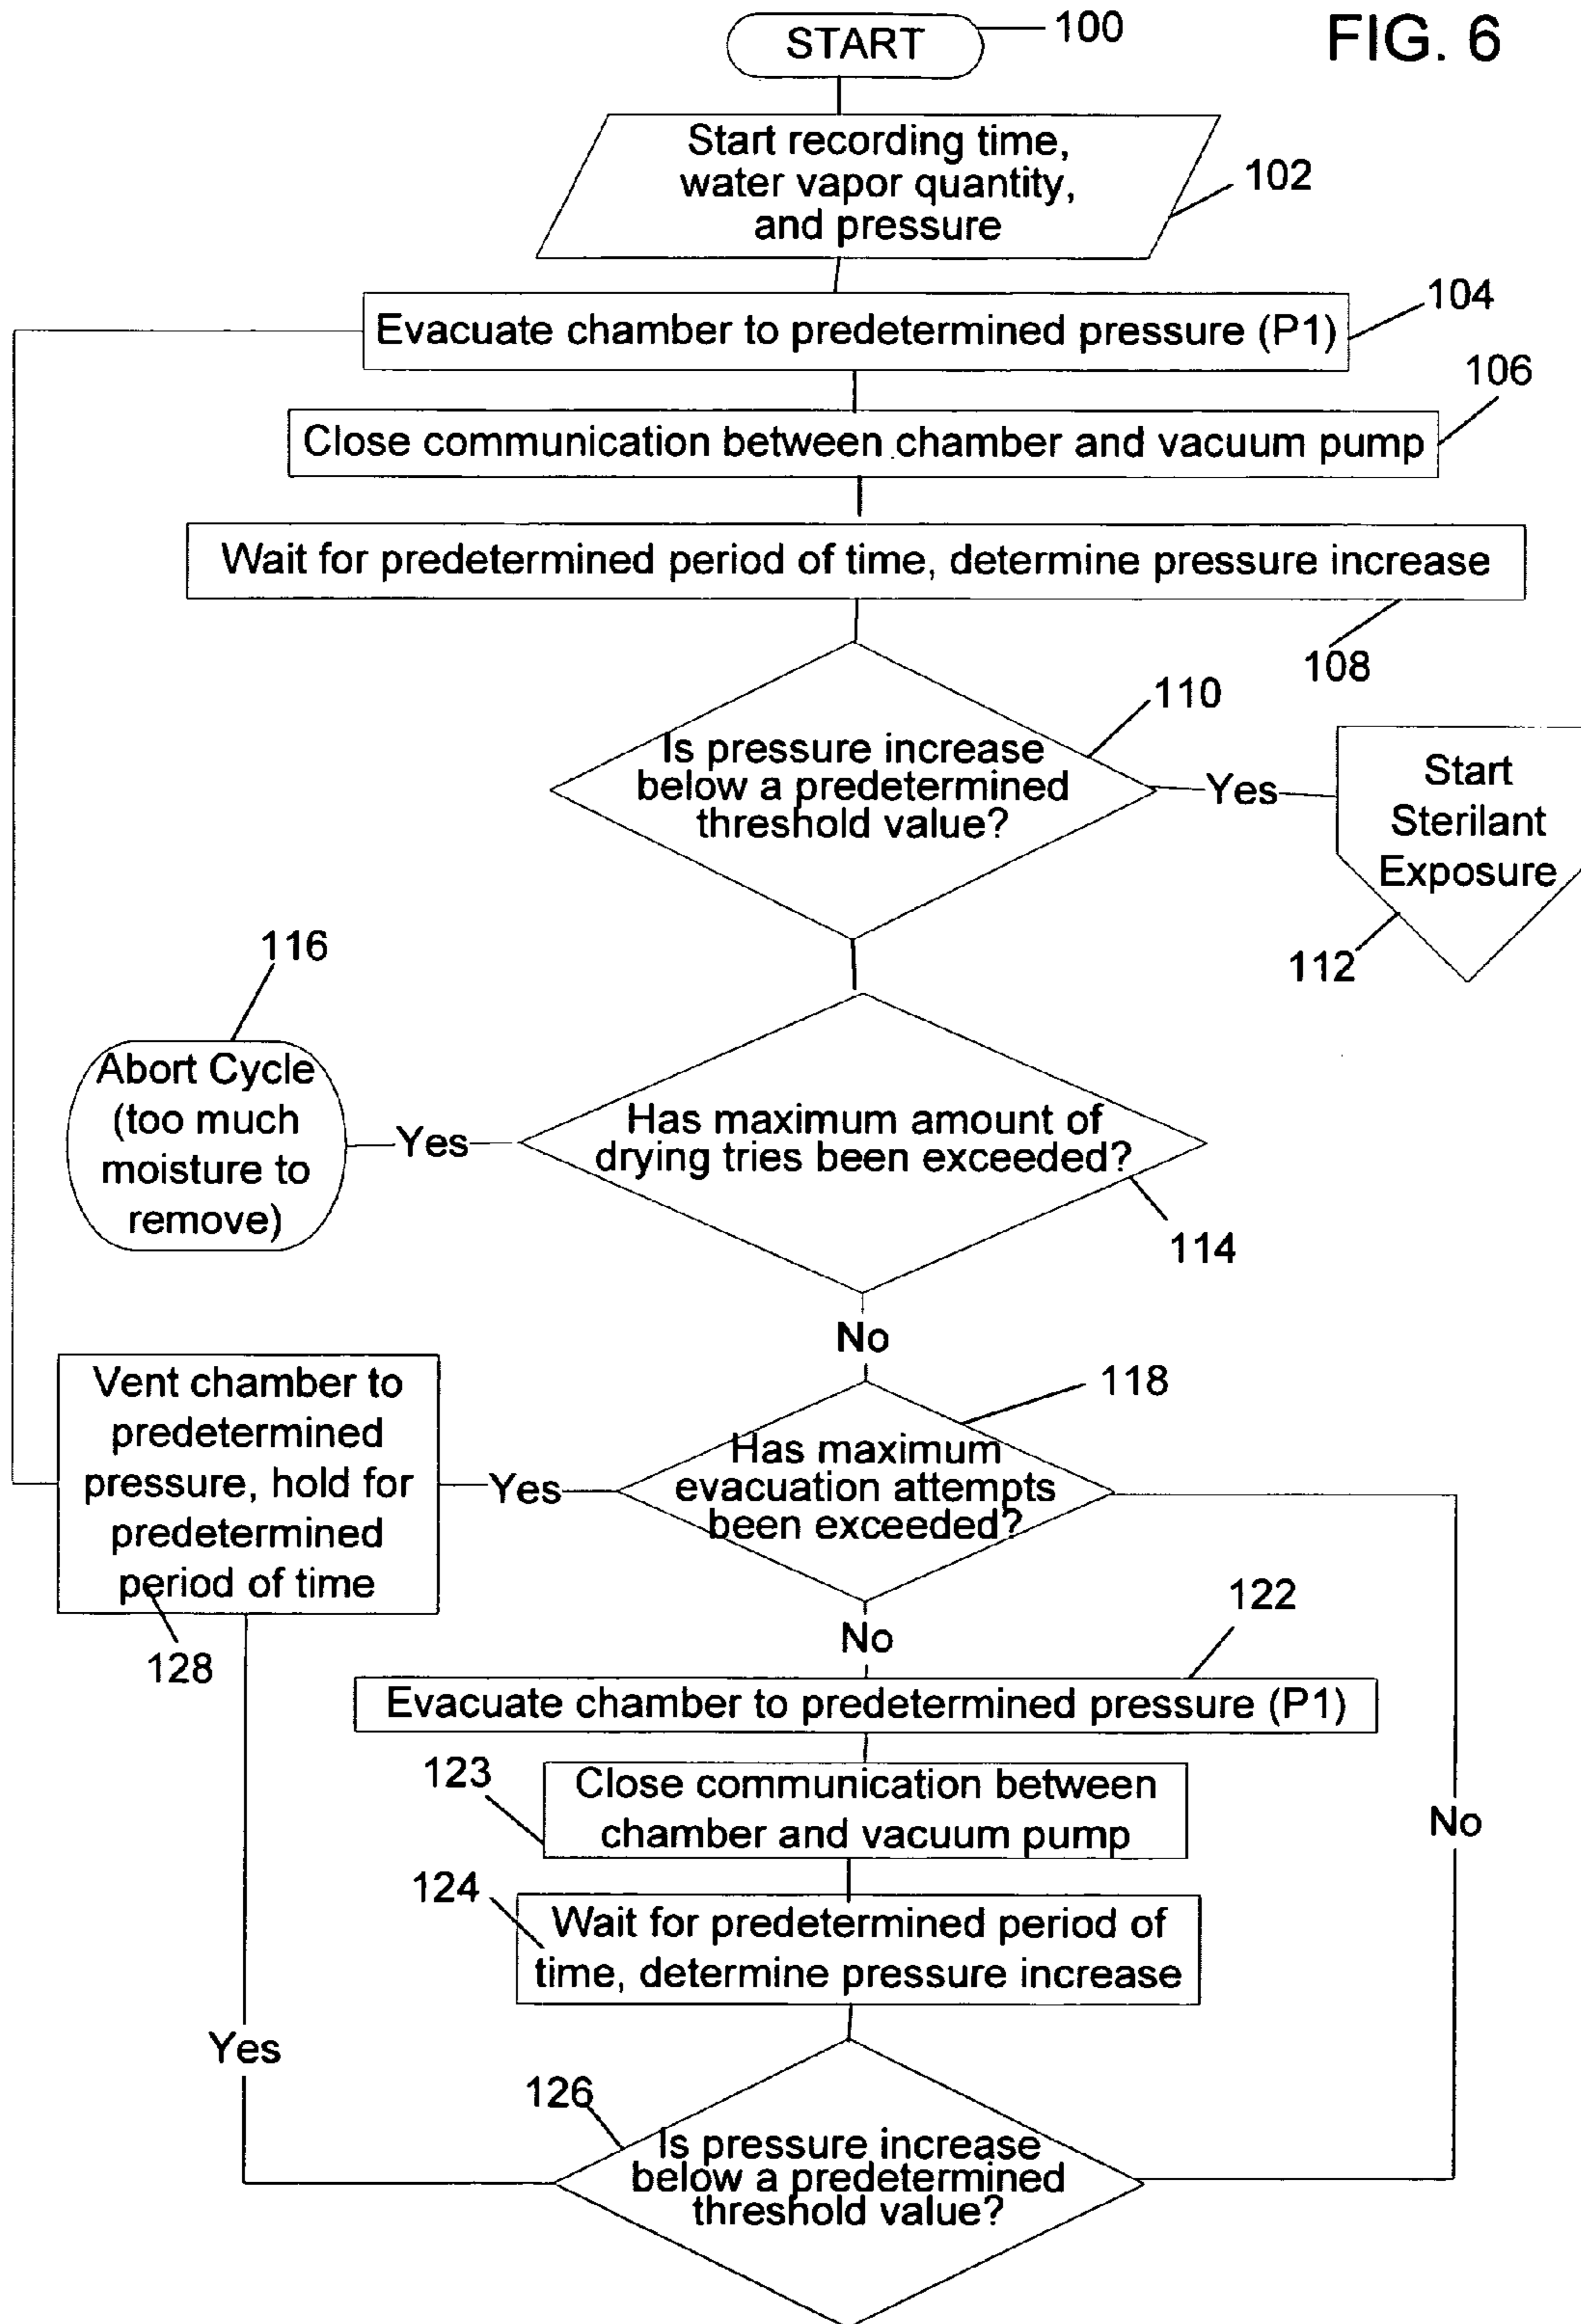 FIG. 6
START
100
Start recording time,
water vapor quantity,
and pressure
102
Evacuate chamber to predetermined pressure (P1)
104
106
Close communication between chamber and vacuum pump
Wait for predetermined period of time, determine pressure increase
108
110
Is pressure increase
below a predetermined
threshold value?
Yes
Start
Sterilant
Exposure
112
116
Abort Cycle
(too much
moisture to
remove)
Yes
Has maximum amount of
drying tries been exceeded?
114
No
118
Vent chamber to
predetermined
pressure, hold for
predetermined
period of time
128
Yes
Has maximum
evacuation attempts
been exceeded?
No
122
Evacuate chamber to predetermined pressure (P1)
123
Close communication between
chamber and vacuum pump
No
124
Wait for predetermined period of
time, determine pressure increase
Yes
126
Is pressure increase
below a predetermined
threshold value?